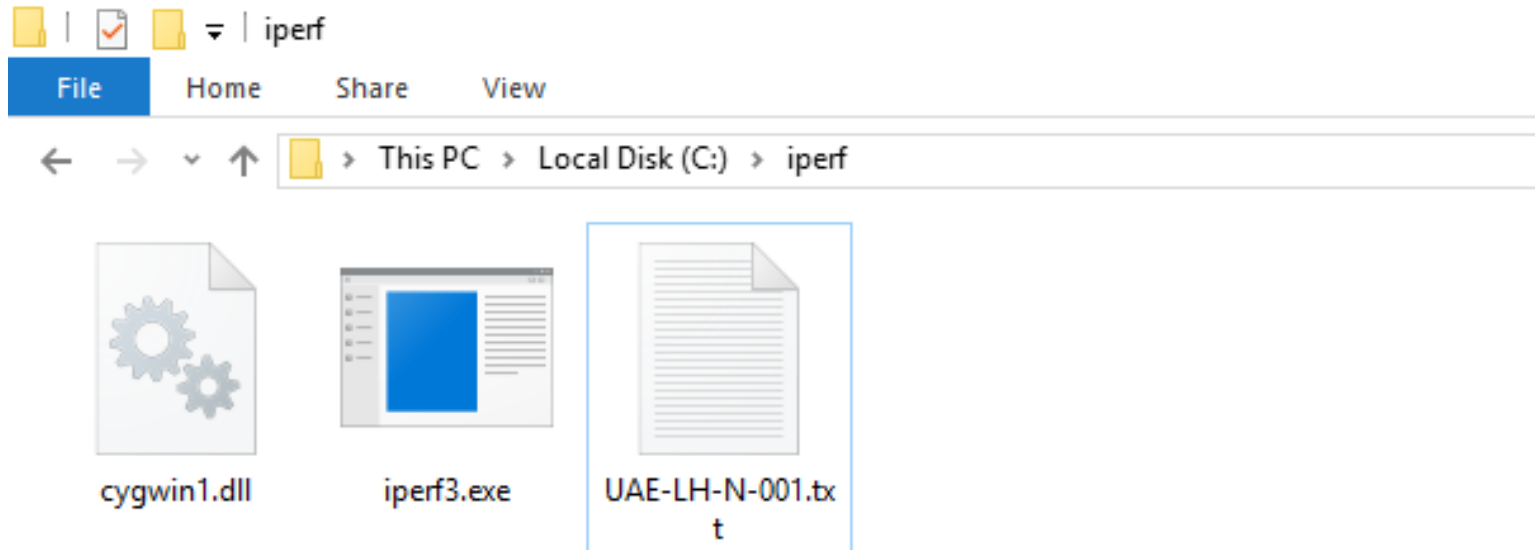 iperf
File Home Share View
This PC > Local Disk (C:) > iperf
cygwin1.dll iperf3.exe UAE-LH-N-001.tx
t